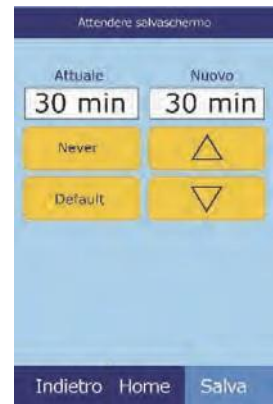 Attendere salvaschermo
Attuale Nuovo
30 min 30 min
Never
Default
Indietro Home Salva